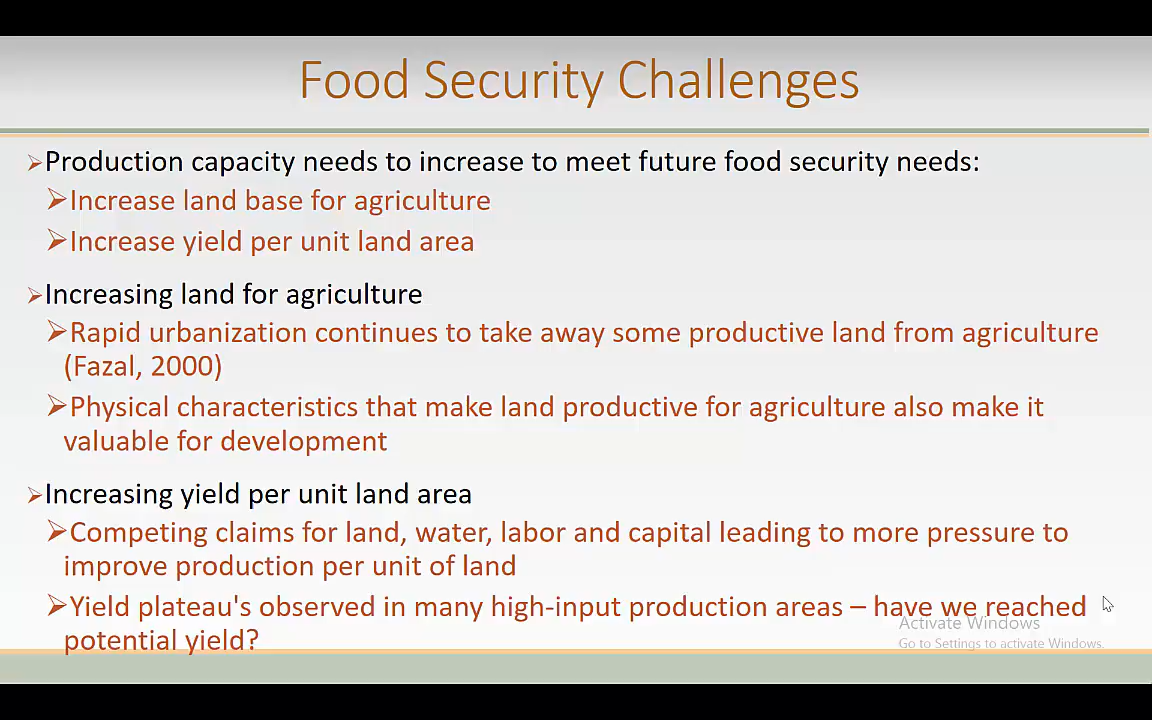 Food Security Challenges
➢Production capacity needs to increase to meet future food security needs:
➢Increase land base for agriculture
➢Increase yield per unit land area
➢Increasing land for agriculture
➢Rapid urbanization continues to take away some productive land from agriculture
(Fazal, 2000)
➢Physical characteristics that make land productive for agriculture also make it
valuable for development
➢Increasing yield per unit land area
➢Competing claims for land, water, labor and capital leading to more pressure to
improve production per unit of land
➢Yield plateau's observed in many high-input production areas – have we reached
potential yield?
Activate Windows
Go to Settings to activate Windows.